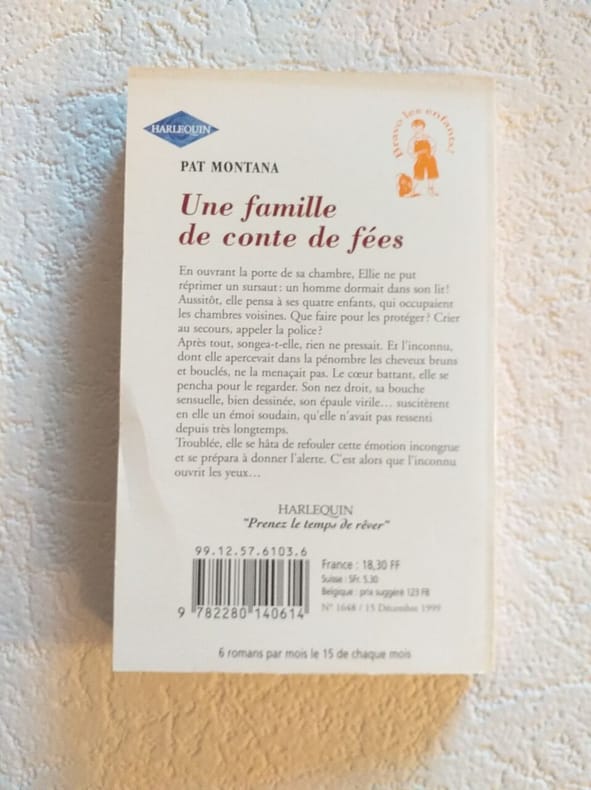 HARLEQUIN
Bravo les enfants!
PAT MONTANA
Une famille
de conte de fées
En ouvrant la porte de sa chambre, Ellie ne put
réprimer un sursaut : un homme dormait dans son lit !
Aussitôt, elle pensa à ses quatre enfants, qui occupaient
les chambres voisines. Que faire pour les protéger ? Crier
au secours, appeler la police ?
Après tout, songea-t-elle, rien ne pressait. Et l'inconnu,
dont elle apercevait dans la pénombre les cheveux bruns
et bouclés, ne la menaçait pas. Le cœur battant, elle se
pencha pour le regarder. Son nez droit, sa bouche
sensuelle, bien dessinée, son épaule virile... suscitèrent
en elle un émoi soudain, qu'elle n'avait pas ressenti
depuis très longtemps.
Troublée, elle se hâta de refouler cette émotion incongrue
et se prépara à donner l'alerte. C'est alors que l'inconnu
ouvrit les yeux...
HARLEQUIN
"Prenez le temps de rêver"
99.12.57.6103.6
9 782280 140614
France : 18,30 FF
Suisse : SFr. 5.30
Belgique : prix suggéré 123 FB
N° 1648 / 15 Décembre 1999
6 romans par mois le 15 de chaque mois